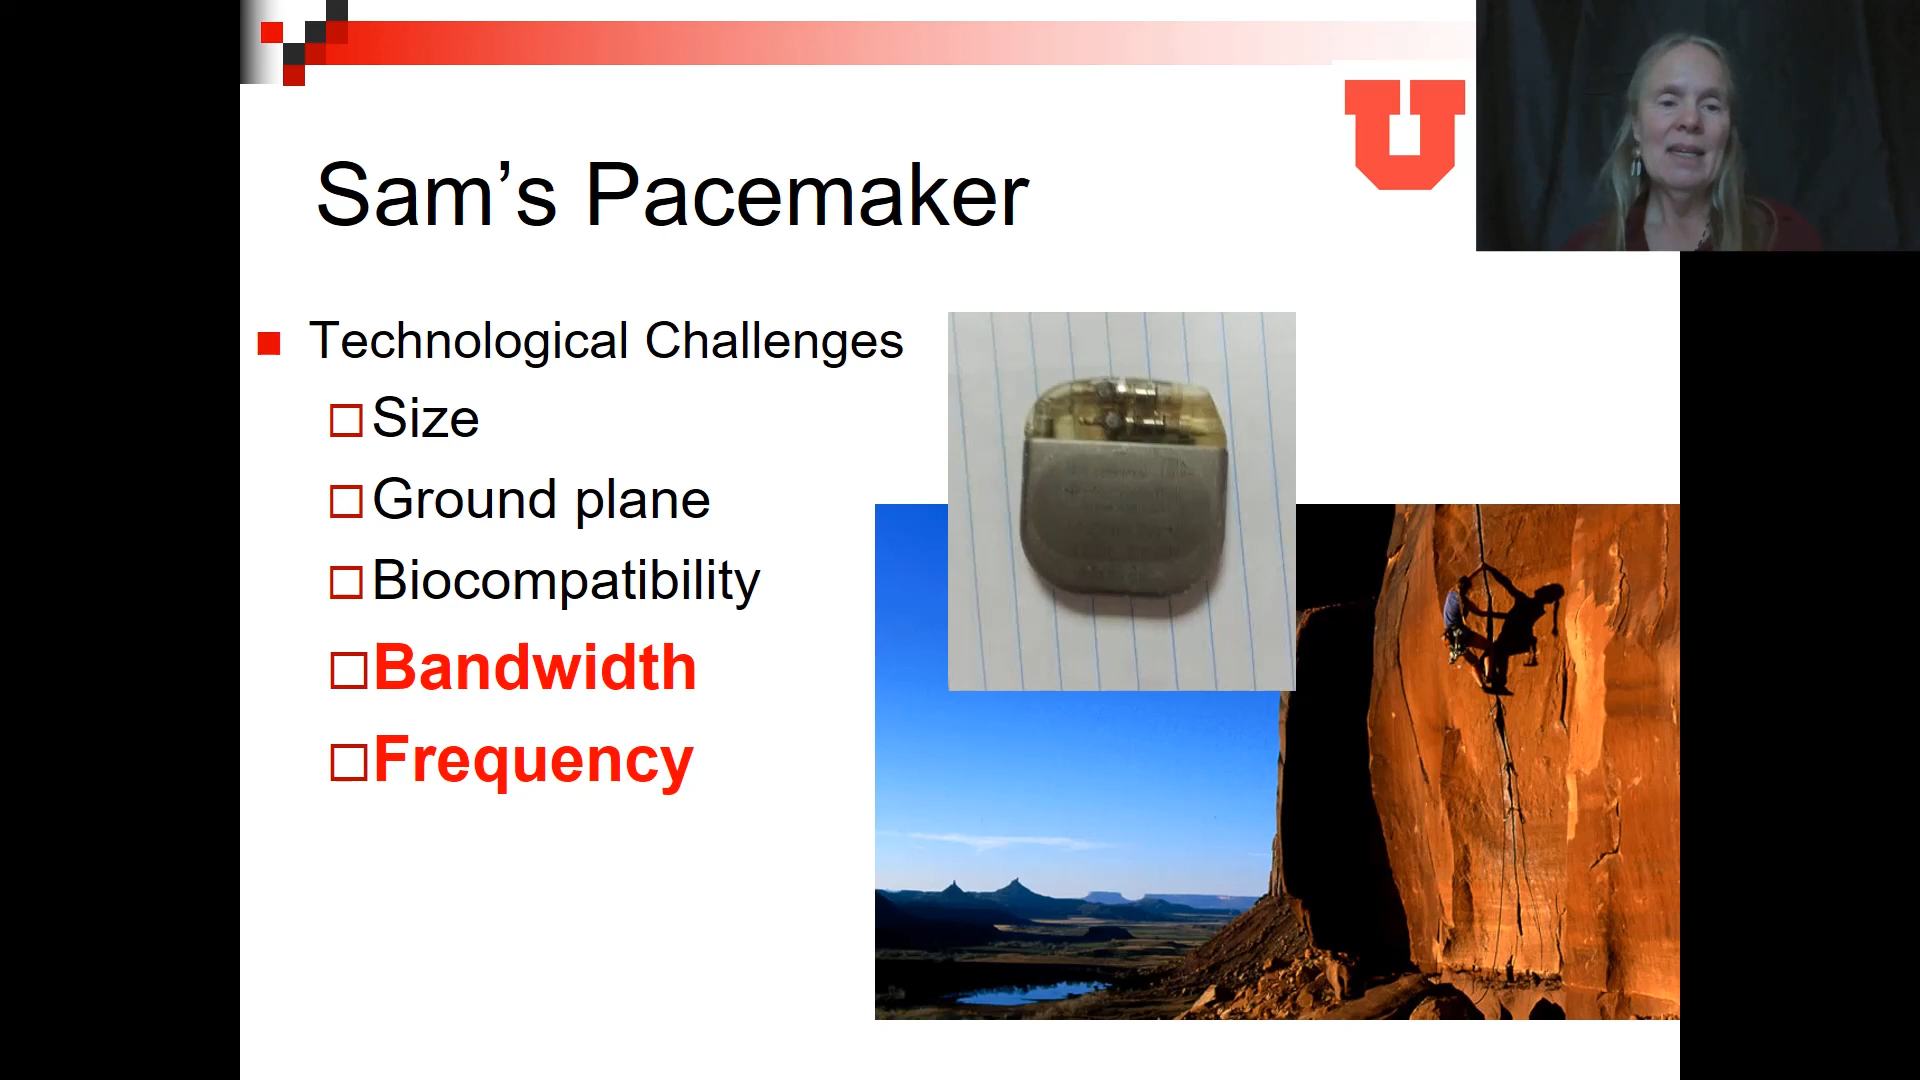 Sam’s Pacemaker
U
Technological Challenges
Size
Ground plane
Biocompatibility
Bandwidth
Frequency